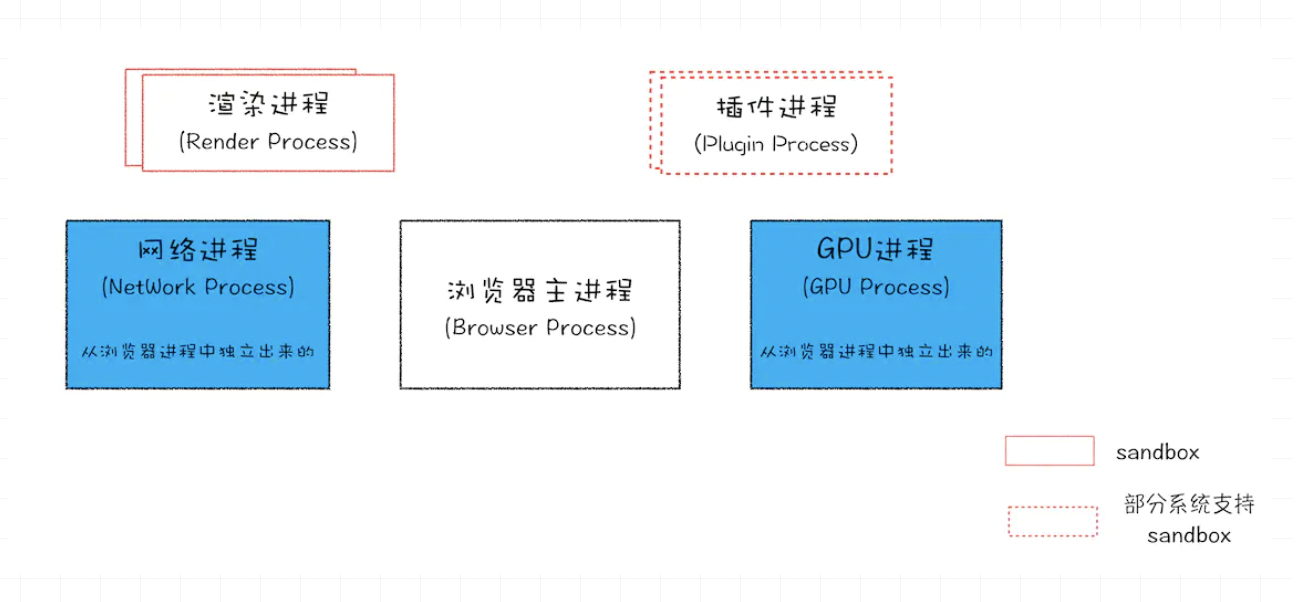 渲染进程
(Render Process)
插件进程
(Plugin Process)
网络进程
(NetWork Process)
从浏览器进程中独立出来的
浏览器主进程
(Browser Process)
GPU进程
(GPU Process)
从浏览器进程中独立出来的
sandbox
部分系统支持
sandbox